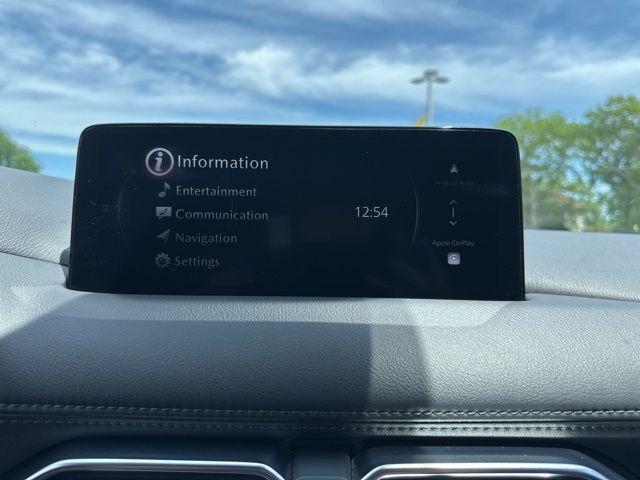 Information
Entertainment
Communication
Navigation
Settings
12:54
Android Auto
Apple CarPlay